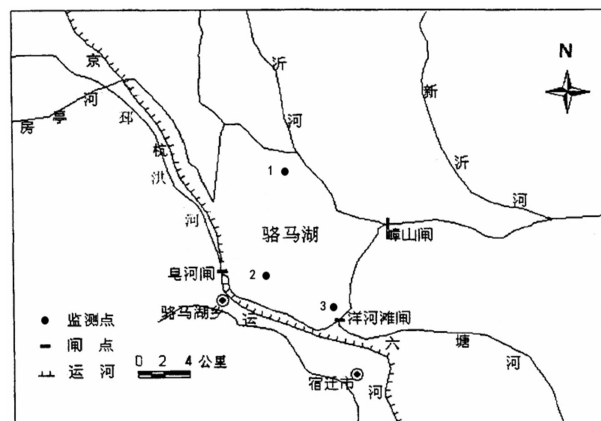 京杭运河
邳洪河
房亭河
沂河
新沂河
N
1
骆马湖
嶂山闸
皂河闸
2
3
骆马湖乡
洋河滩闸
六塘河
宿迁市
监测点
闸点
运河
0 2 4 公里